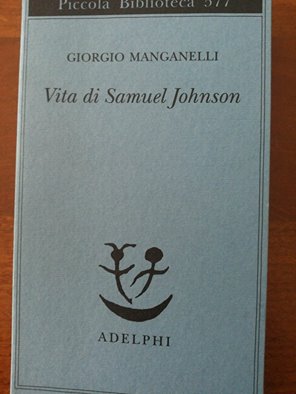 Piccola Biblioteca 577
GIORGIO MANGANELLI
Vita di Samuel Johnson
ADELPHI